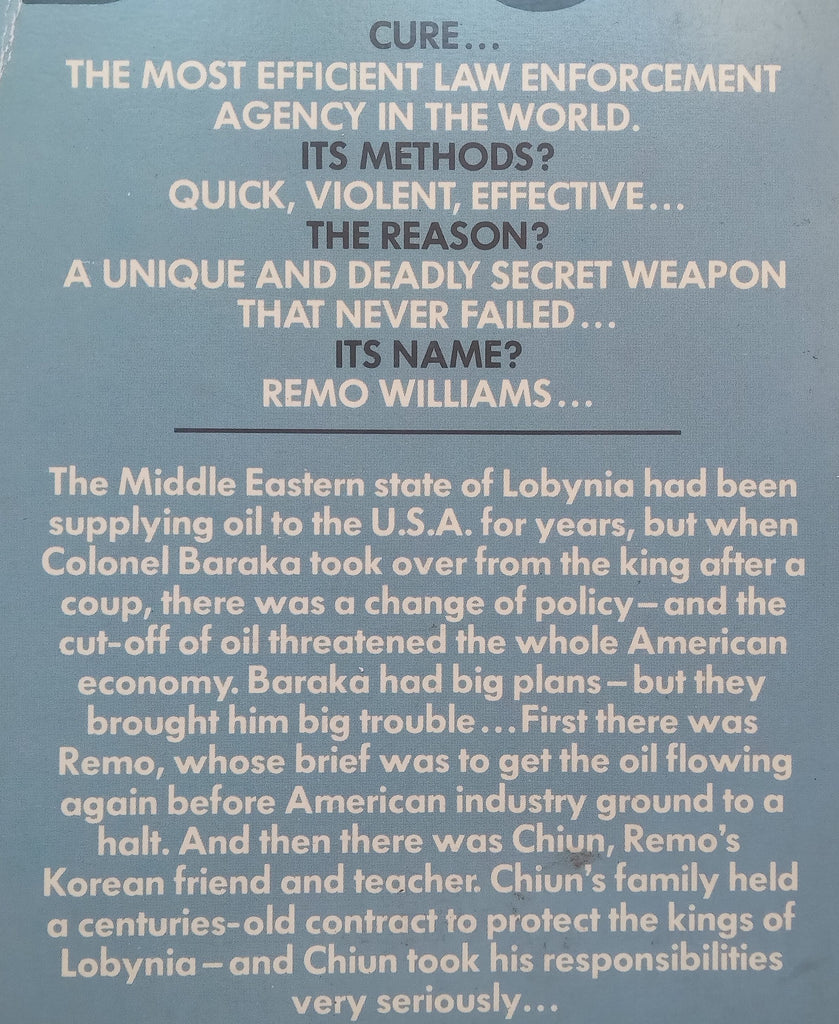 CURE...
THE MOST EFFICIENT LAW ENFORCEMENT
AGENCY IN THE WORLD.
ITS METHODS?
QUICK, VIOLENT, EFFECTIVE...
THE REASON?
A UNIQUE AND DEADLY SECRET WEAPON
THAT NEVER FAILED...
ITS NAME?
REMO WILLIAMS...
The Middle Eastern state of Lobynia had been
supplying oil to the U.S.A. for years, but when
Colonel Baraka took over from the king after a
coup, there was a change of policy–and the
cut-off of oil threatened the whole American
economy. Baraka had big plans–but they
brought him big trouble...First there was
Remo, whose brief was to get the oil flowing
again before American industry ground to a
halt. And then there was Chiun, Remo's
Korean friend and teacher. Chiun's family held
a centuries-old contract to protect the kings of
Lobynia–and Chiun took his responsibilities
very seriously...